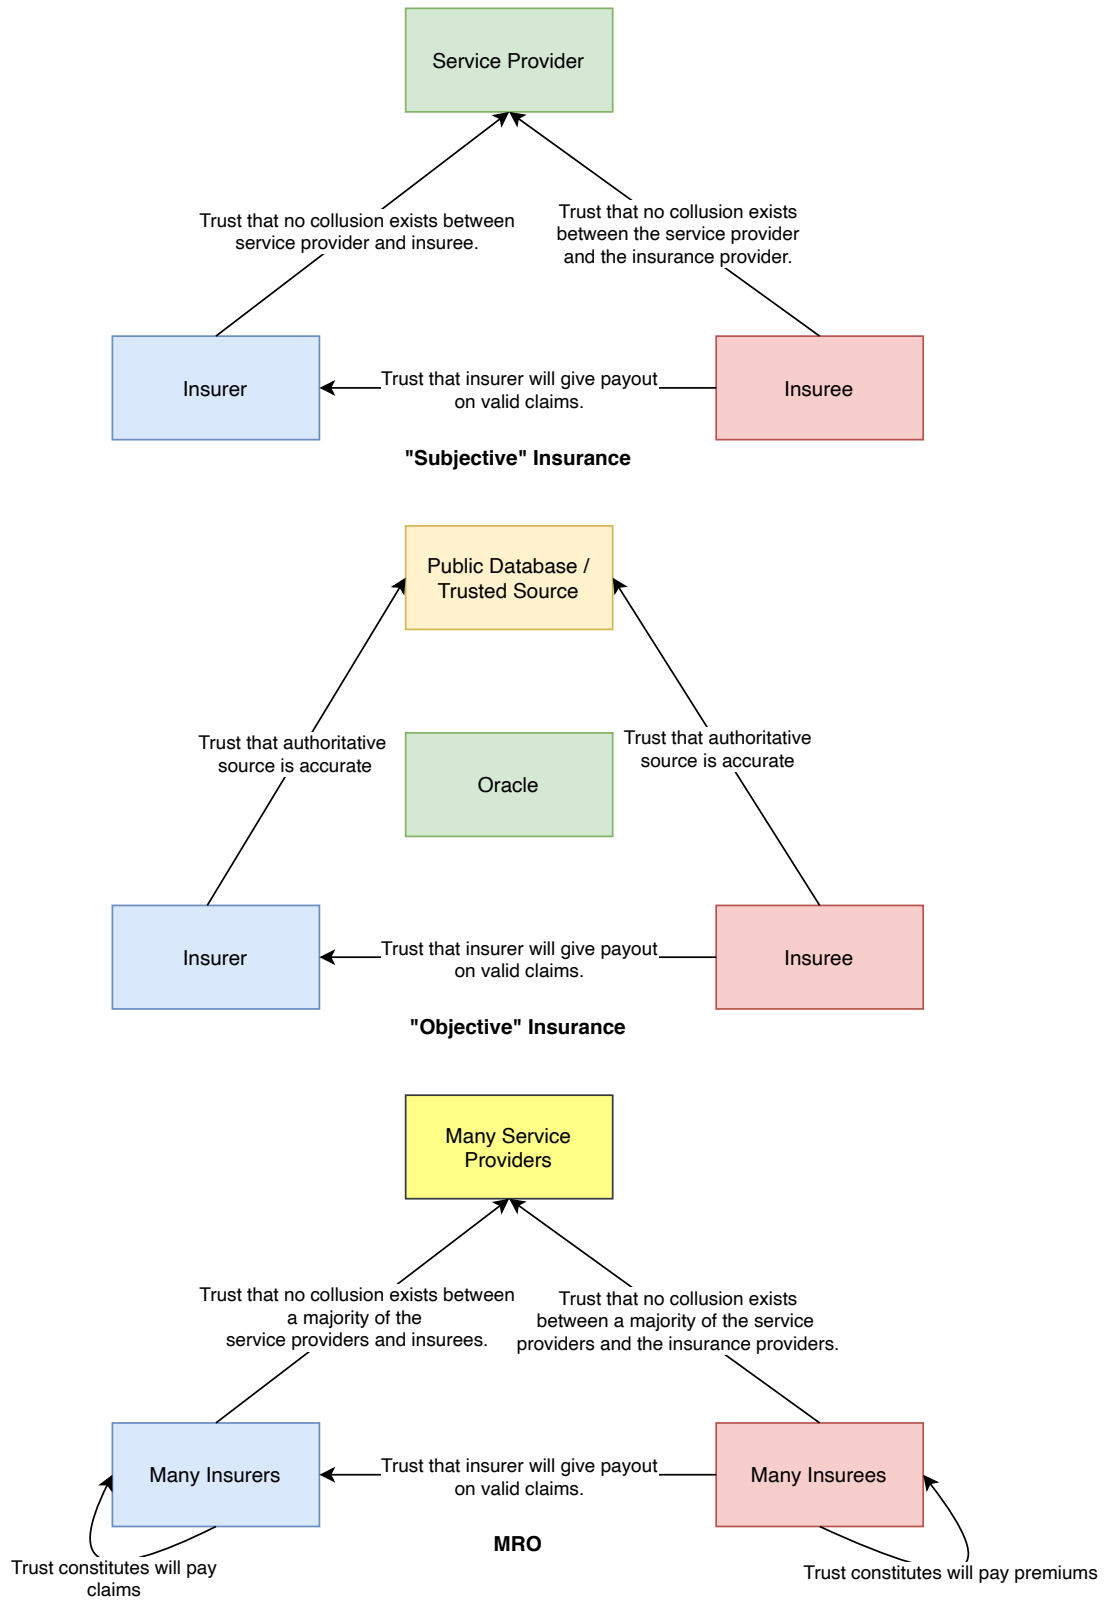 Service Provider
Trust that no collusion exists between
service provider and insuree.
Trust that no collusion exists
between the service provider
and the insurance provider.
Insurer
Trust that insurer will give payout
on valid claims.
Insuree
"Subjective" Insurance
Public Database /
Trusted Source
Trust that authoritative
source is accurate
Oracle
Trust that authoritative
source is accurate
Insurer
Trust that insurer will give payout
on valid claims.
Insuree
"Objective" Insurance
Many Service
Providers
Trust that no collusion exists between
a majority of the
service providers and insurees.
Trust that no collusion exists
between a majority of the service
providers and the insurance providers.
Many Insurers
Trust that insurer will give payout
on valid claims.
Many Insurees
MRO
Trust constitutes will pay
claims
Trust constitutes will pay premiums